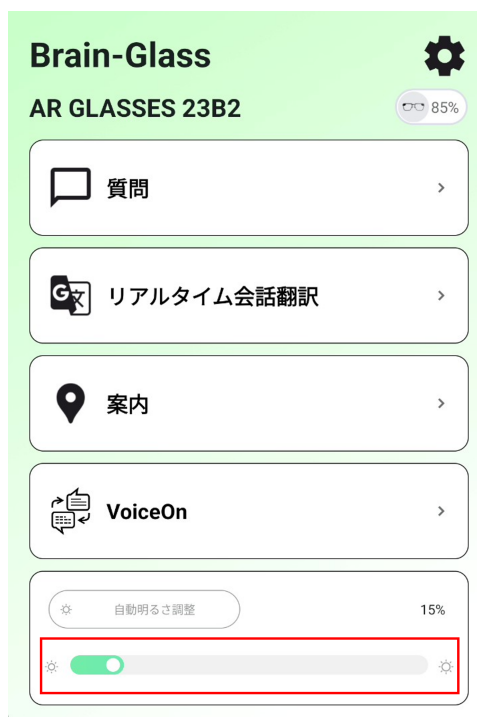 Brain-Glass
AR GLASSES 23B2
85%
質問
リアルタイム会話翻訳
案内
VoiceOn
自動明るさ調整
15%